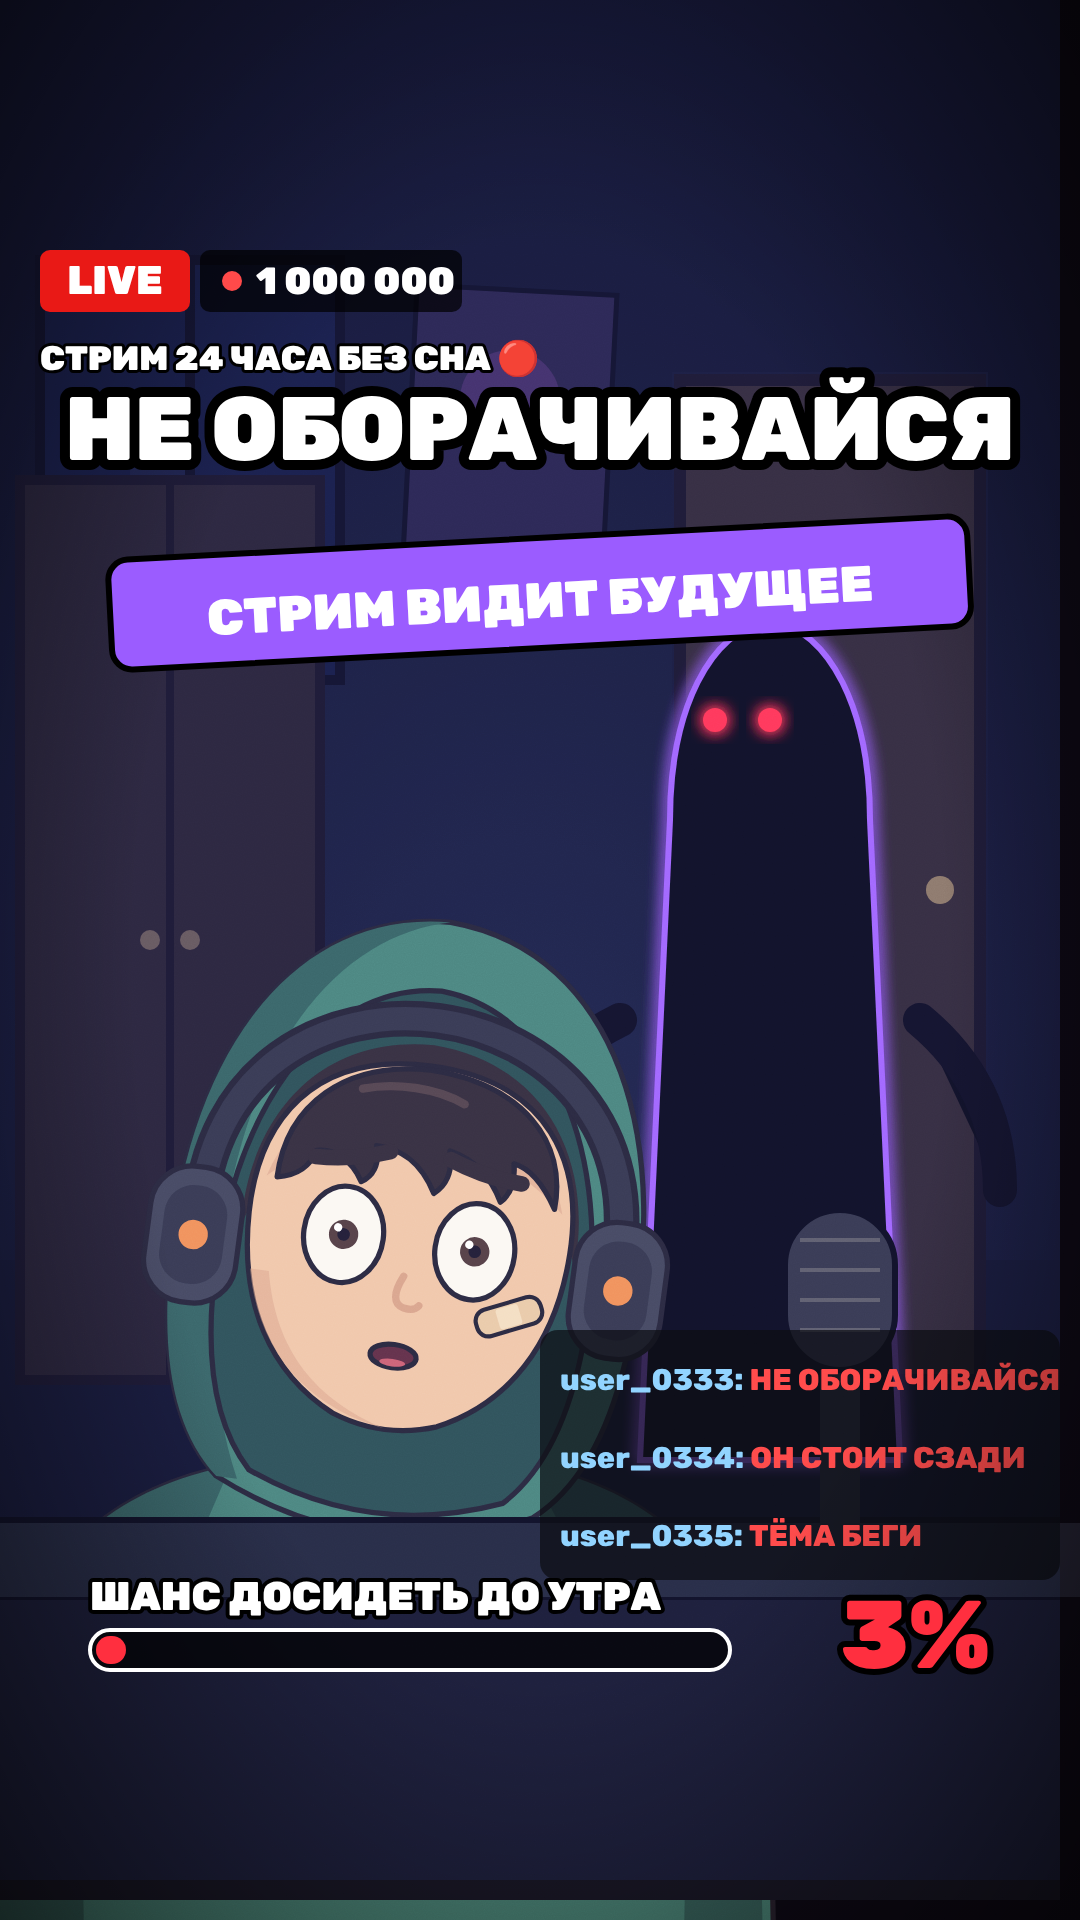 LIVE
1 000 000
СТРИМ 24 ЧАСА БЕЗ СНА
НЕ ОБОРАЧИВАЙСЯ
СТРИМ ВИДИТ БУДУЩЕЕ
user_0333: НЕ ОБОРАЧИВАЙСЯ
user_0334: ОН СТОИТ СЗАДИ
user_0335: ТЁМА БЕГИ
ШАНС ДОСИДЕТЬ ДО УТРА
3%